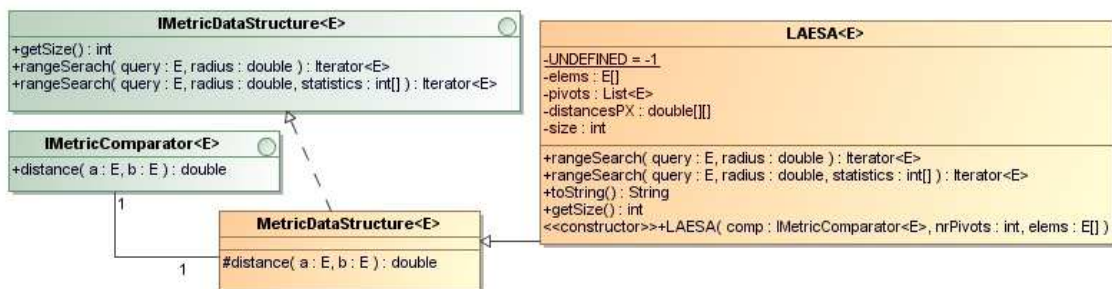 IMetricDataStructure<E>
+getSize() : int
+rangeSerach( query : E, radius : double ) : Iterator<E>
+rangeSearch( query : E, radius : double, statistics : int[] ) : Iterator<E>
IMetricComparator<E>
+distance( a : E, b : E ) : double
1
1
MetricDataStructure<E>
#distance( a : E, b : E ) : double
LAESA<E>
-UNDEFINED = -1
-elems : E[]
-pivots : List<E>
-distancesPX : double[][]
-size : int
+rangeSearch( query : E, radius : double ) : Iterator<E>
+rangeSearch( query : E, radius : double, statistics : int[] ) : Iterator<E>
+toString() : String
+getSize() : int
<<constructor>>+LAESA( comp : IMetricComparator<E>, nrPivots : int, elems : E[] )